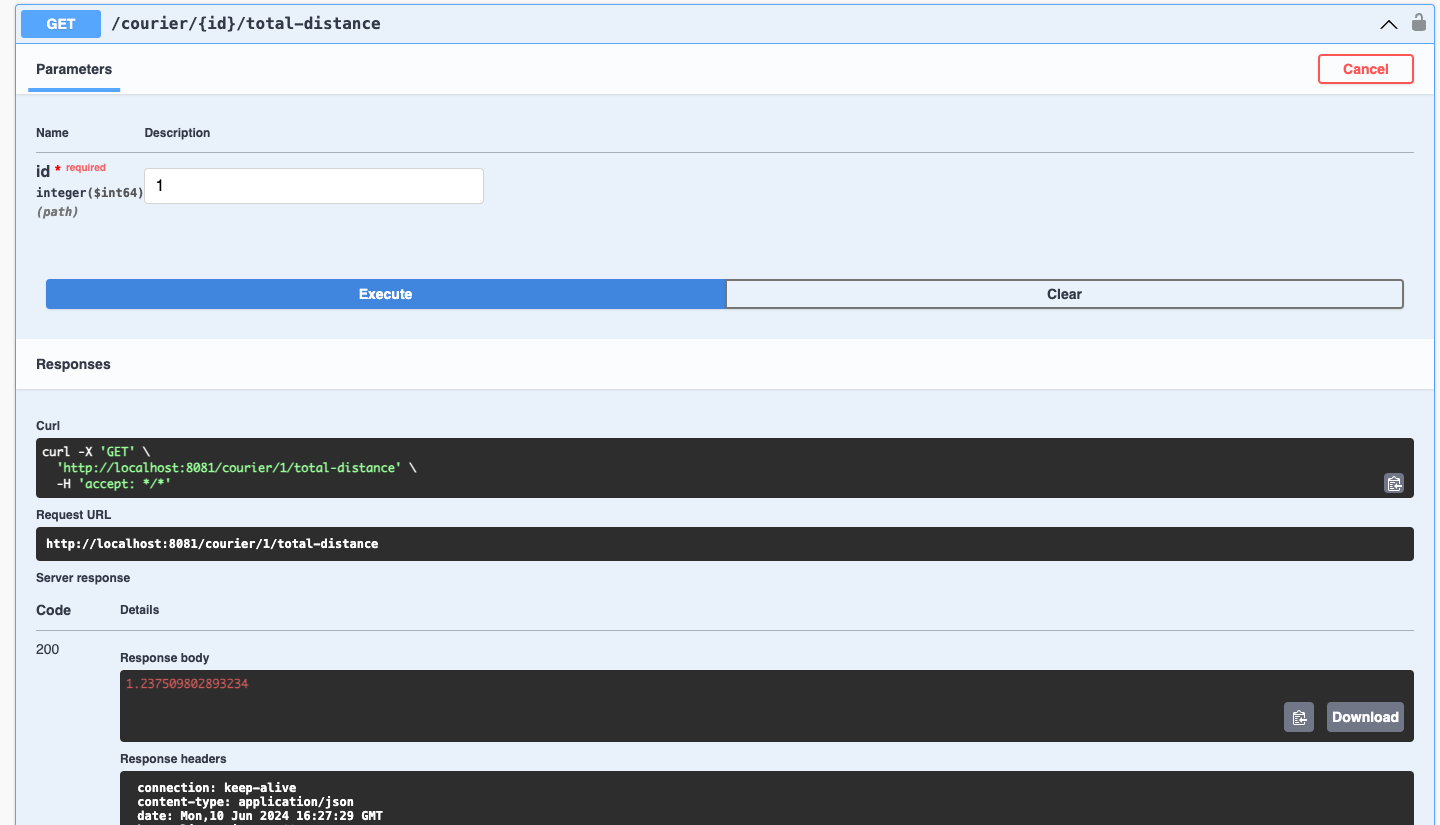 GET /courier/{id}/total-distance
Parameters
Cancel
Name Description
id * required
integer($int64)
(path)
1
Execute Clear
Responses
Curl
curl -X 'GET' \
'http://localhost:8081/courier/1/total-distance' \
-H 'accept: */*'
Request URL
http://localhost:8081/courier/1/total-distance
Server response
Code Details
200
Response body
1.237509802893234
Download
Response headers
connection: keep-alive
content-type: application/json
date: Mon,10 Jun 2024 16:27:29 GMT